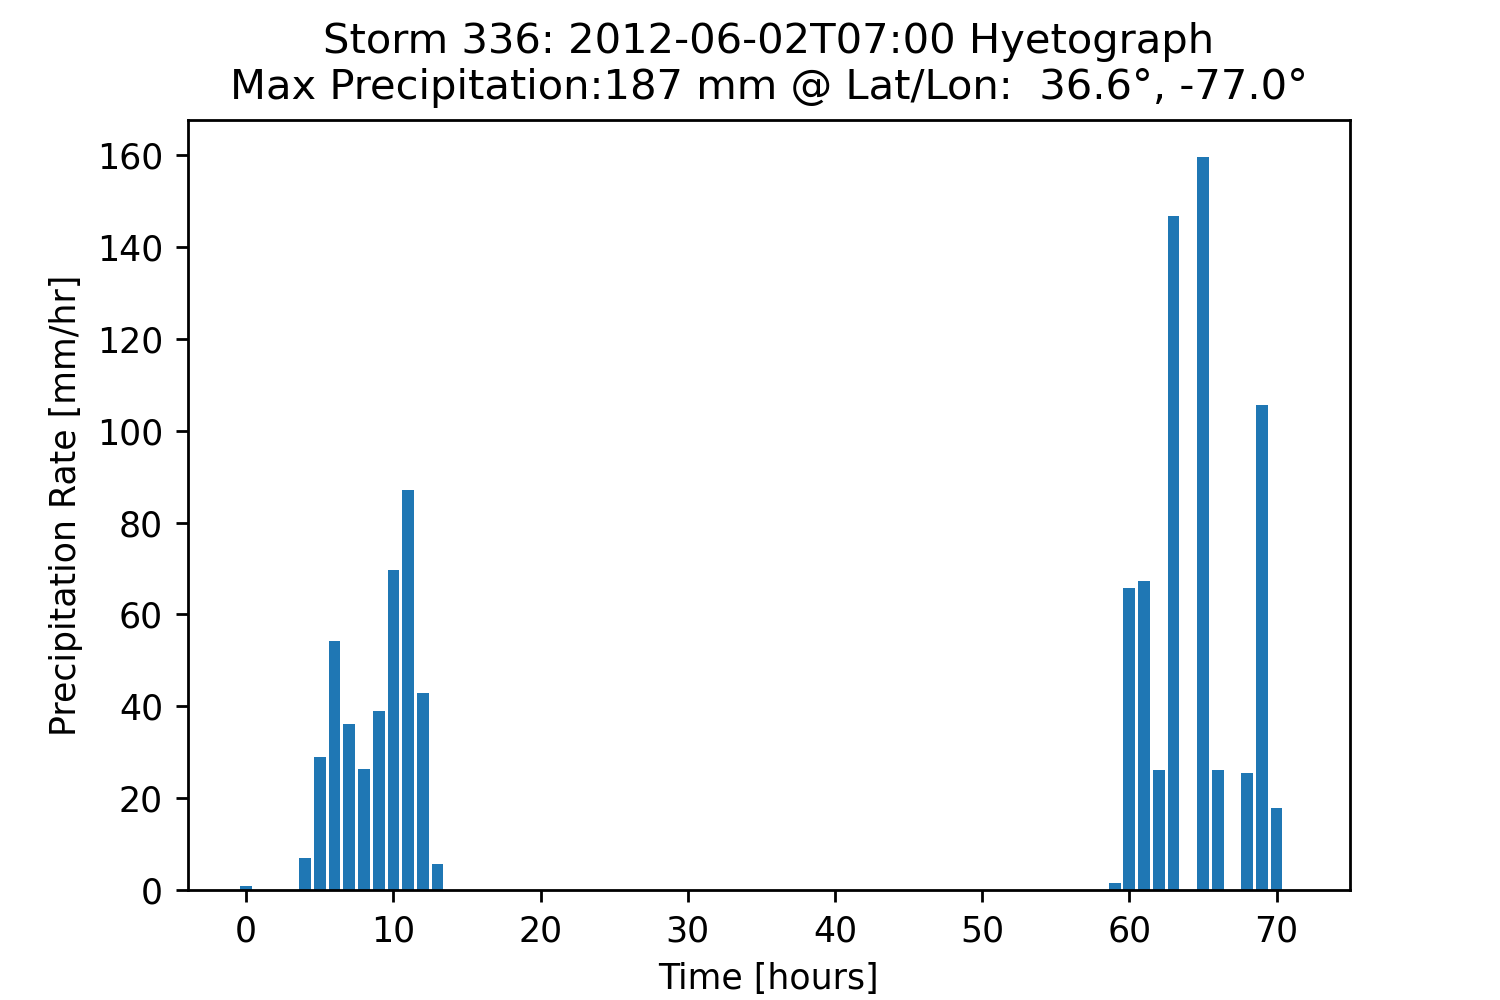 Storm 336: 2012-06-02T07:00 Hyetograph
Max Precipitation:187 mm @ Lat/Lon:  36.6°, -77.0°
Precipitation Rate [mm/hr]
160
140
120
100
80
60
40
20
0
0 10 20 30 40 50 60 70
Time [hours]